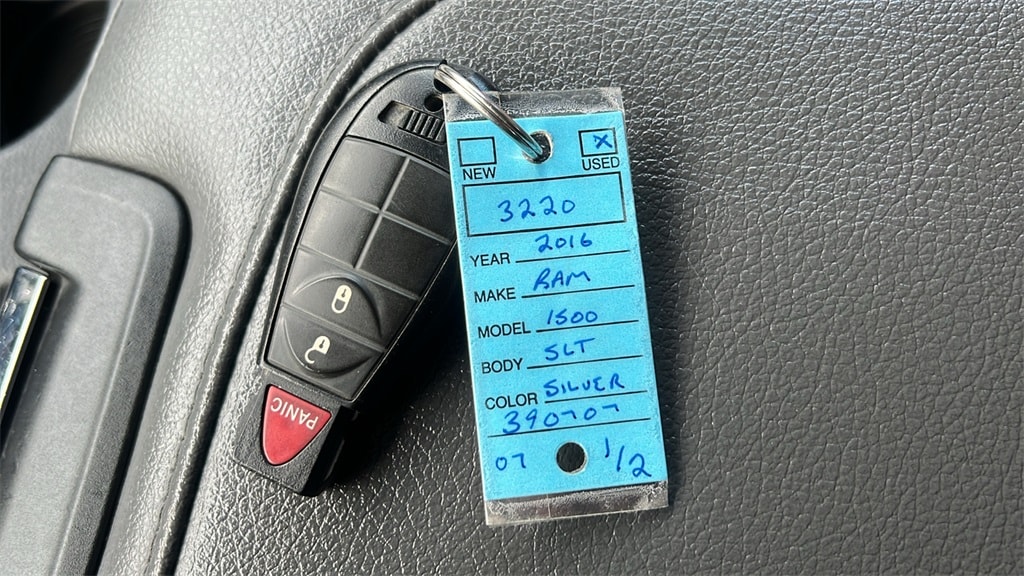 NEW
X
USED
3220
YEAR 2016
MAKE RAM
MODEL 1500
BODY SLT
COLOR SILVER
390707
07 1/2
PANIC